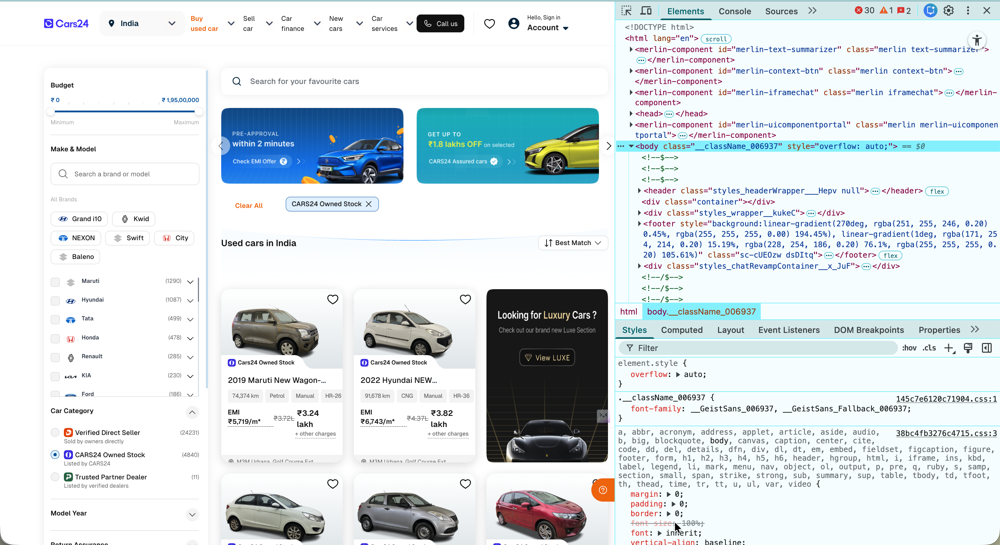 Cars24
India
Buy
used car
Sell
car
Car
finance
New
cars
Car
services
Call us
Hello, Sign in
Account
Budget
₹ 0
₹ 1,95,00,000
Minimum
Maximum
Make & Model
Search a brand or model
All Brands
Grand i10
Kwid
NEXON
Swift
City
Baleno
Maruti (1290)
Hyundai (1087)
Tata (499)
Honda (478)
Renault (285)
KIA (230)
Ford (186)
Car Category
Verified Direct Seller (24231)
Sold by owners directly
CARS24 Owned Stock (4840)
Listed by CARS24
Trusted Partner Dealer (11)
Listed by verified dealers
Model Year
Return Assurance
Search for your favourite cars
PRE-APPROVAL
within 2 minutes
Check EMI Offer
GET UP TO
₹1.8 lakhs OFF on selected
CARS24 Assured cars
Clear All
CARS24 Owned Stock
Used cars in India
Best Match
Cars24 Owned Stock
2019 Maruti New Wagon-...
74,374 km Petrol Manual HR-26
EMI
₹5,719/m*
₹3.72L
₹3.24
lakh
+ other charges
M3M Urbana, Golf Course Ext
Cars24 Owned Stock
2022 Hyundai NEW...
91,678 km CNG Manual HR-36
EMI
₹6,743/m*
₹4.37L
₹3.82
lakh
+ other charges
M3M Urbana, Golf Course Ext
Looking for Luxury Cars ?
Check out our brand new Luxe Section
View LUXE
Elements
Console
Sources
30
1
2
<!DOCTYPE html>
<html lang="en"> scroll
<merlin-component id="merlin-text-summarizer" class="merlin text-summarizer">
</merlin-component>
<merlin-component id="merlin-context-btn" class="merlin context-btn">
</merlin-component>
<merlin-component id="merlin-iframechat" class="merlin iframechat"></merlin-
component>
<head></head>
<merlin-component id="merlin-uicomponentportal" class="merlin merlin-uicomponen
tportal"></merlin-component>
<body class="__className_006937" style="overflow: auto;"> == $0
<!--$-->
<!--$-->
<!--$-->
<header class="styles_headerWrapper___Hepv null"></header> flex
<div class="container"></div>
<div class="styles_wrapper__kukeC"></div>
<footer style="background:linear-gradient(270deg, rgba(251, 255, 246, 0.20)
0.45%, rgba(255, 255, 255, 0.00) 194.45%), linear-gradient(1deg, rgba(171, 25
4, 214, 0.20) 15.19%, rgba(228, 254, 186, 0.20) 76.1%, rgba(255, 255, 255, 0.
20) 105.61%)" class="sc-cUEOzw dsDItq"></footer> flex
<div class="styles_chatRevampContainer__x_JuF"></div>
<!--/$-->
<!--/$-->
<!--/$-->
html body.__className_006937
Styles Computed Layout Event Listeners DOM Breakpoints Properties
Filter
:hov .cls
element.style {
overflow: auto;
}
.__className_006937 { 145c7e6120c71904.css:1
font-family: __GeistSans_006937, __GeistSans_Fallback_006937;
}
a, abbr, acronym, address, applet, article, aside, audio, 38bc4fb3276c4715.css:3
b, big, blockquote, body, canvas, caption, center, cite,
code, dd, del, details, dfn, div, dl, dt, em, embed, fieldset, figcaption, figure,
footer, form, h1, h2, h3, h4, h5, h6, header, hgroup, html, i, iframe, ins, kbd,
label, legend, li, mark, menu, nav, object, ol, output, p, pre, q, ruby, s, samp,
section, small, span, strike, strong, sub, summary, sup, table, tbody, td, tfoot,
th, thead, time, tr, tt, u, ul, var, video {
margin: 0;
padding: 0;
border: 0;
font-size: 100%;
font: inherit;
vertical-align: baseline;